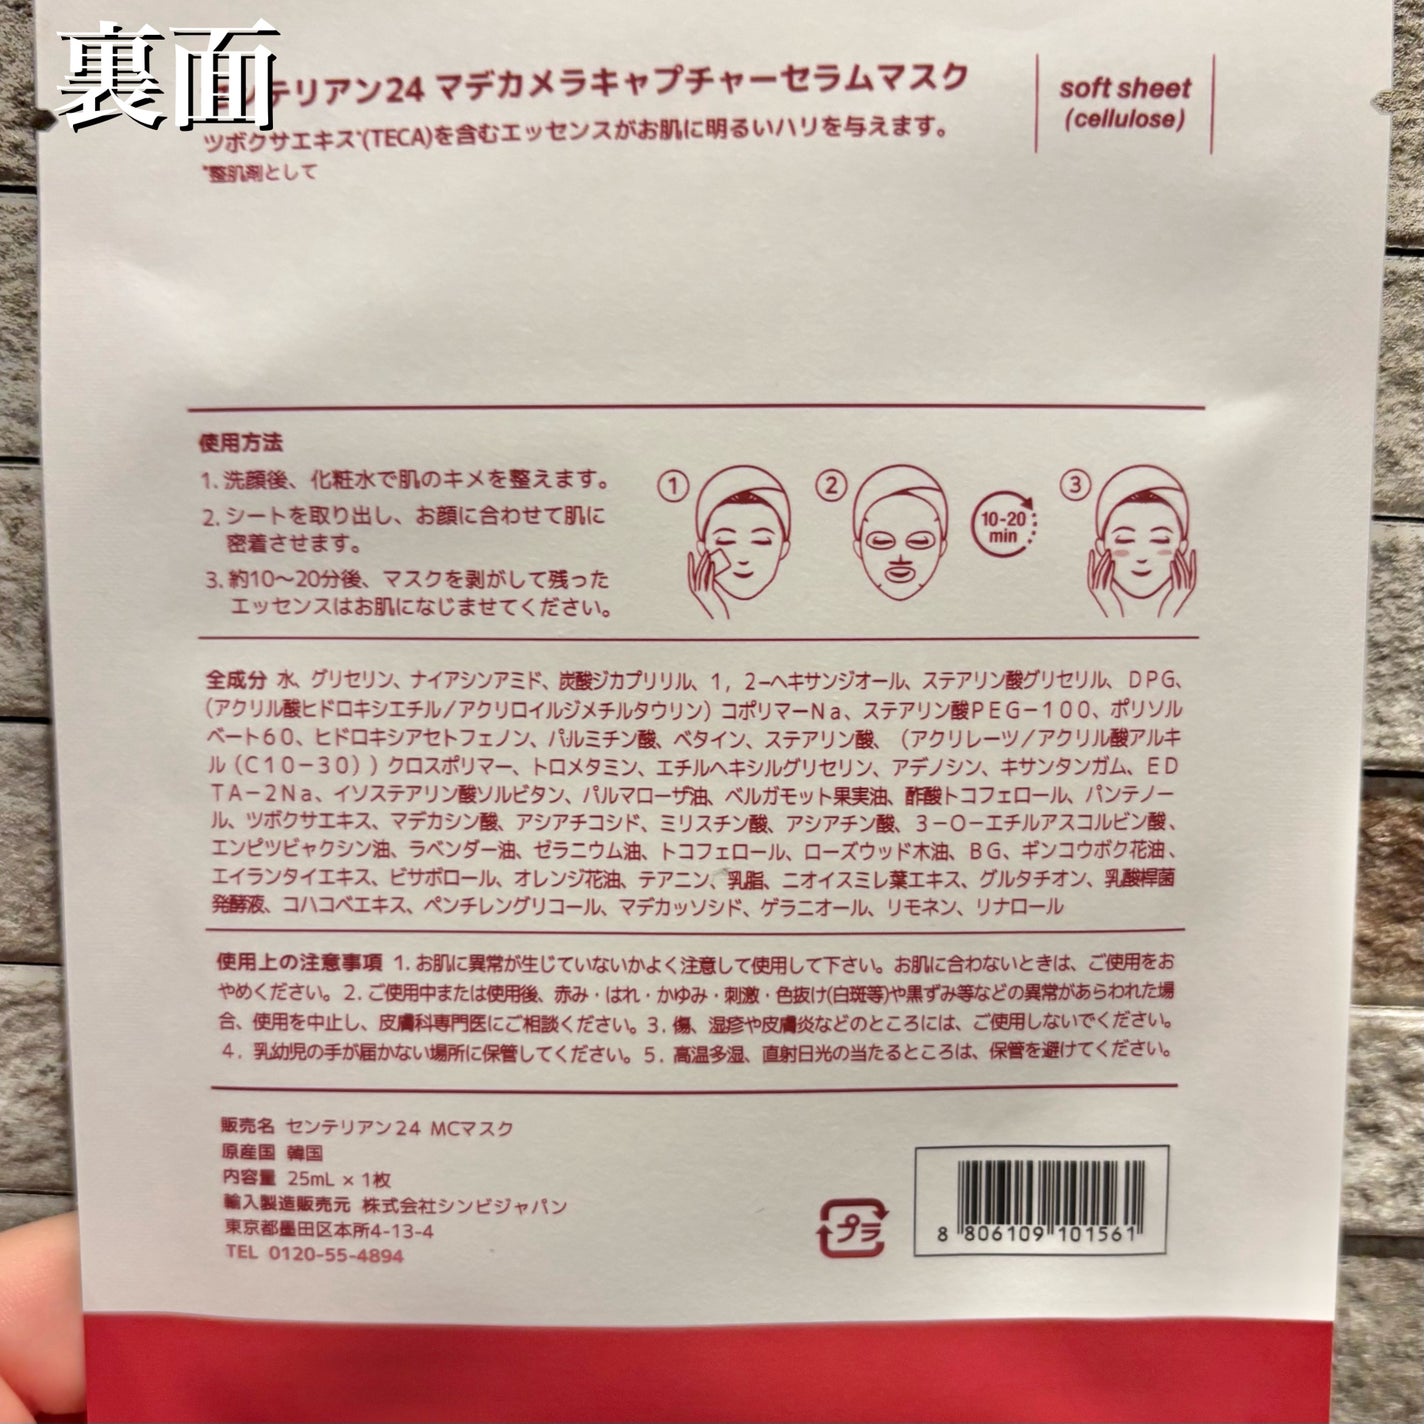 裏面
センテリアン24 マデカメラキャプチャーセラムマスク
ツボクサエキス*(TECA)を含むエッセンスがお肌に明るいハリを与えます。
*整肌剤として
soft sheet
(cellulose)
使用方法
1. 洗顔後、化粧水で肌のキメを整えます。
2. シートを取り出し、お顔に合わせて肌に
密着させます。
3. 約10〜20分後、マスクを剥がして残った
エッセンスはお肌になじませてください。
1
2
10-20
min
3
全成分 水、グリセリン、ナイアシンアミド、炭酸ジカプリリル、1，2−ヘキサンジオール、ステアリン酸グリセリル、DPG、
（アクリル酸ヒドロキシエチル／アクリロイルジメチルタウリン）コポリマーNa、ステアリン酸PEG−100、ポリソル
ベート60、ヒドロキシアセトフェノン、パルミチン酸、ベタイン、ステアリン酸、（アクリレーツ／アクリル酸アルキ
ル（C10−30））クロスポリマー、トロメタミン、エチルヘキシルグリセリン、アデノシン、キサンタンガム、ED
TA−2Na、イソステアリン酸ソルビタン、パルマローザ油、ベルガモット果実油、酢酸トコフェロール、パンテノー
ル、ツボクサエキス、マデカシン酸、アシアチコシド、ミリスチン酸、アシアチン酸、3−O−エチルアスコルビン酸、
エンピツビャクシン油、ラベンダー油、ゼラニウム油、トコフェロール、ローズウッド木油、BG、ギンコウボク花油、
エイランタイエキス、ビサボロール、オレンジ花油、テアニン、乳脂、ニオイスミレ葉エキス、グルタチオン、乳酸桿菌
発酵液、コハコベエキス、ペンチレングリコール、マデカッソシド、ゲラニオール、リモネン、リナロール
使用上の注意事項 1. お肌に異常が生じていないかよく注意して使用して下さい。お肌に合わないときは、ご使用をお
やめください。2. ご使用中または使用後、赤み・はれ・かゆみ・刺激・色抜け(白斑等)や黒ずみ等などの異常があらわれた場
合、使用を中止し、皮膚科専門医にご相談ください。3. 傷、湿疹や皮膚炎などのところには、ご使用しないでください。
4. 乳幼児の手が届かない場所に保管してください。5. 高温多湿、直射日光の当たるところは、保管を避けてください。
販売名 センテリアン24 MCマスク
原産国 韓国
内容量 25mL × 1枚
輸入製造販売元 株式会社シンビジャパン
東京都墨田区本所4-13-4
TEL 0120-55-4894
プラ
8 806109 101561